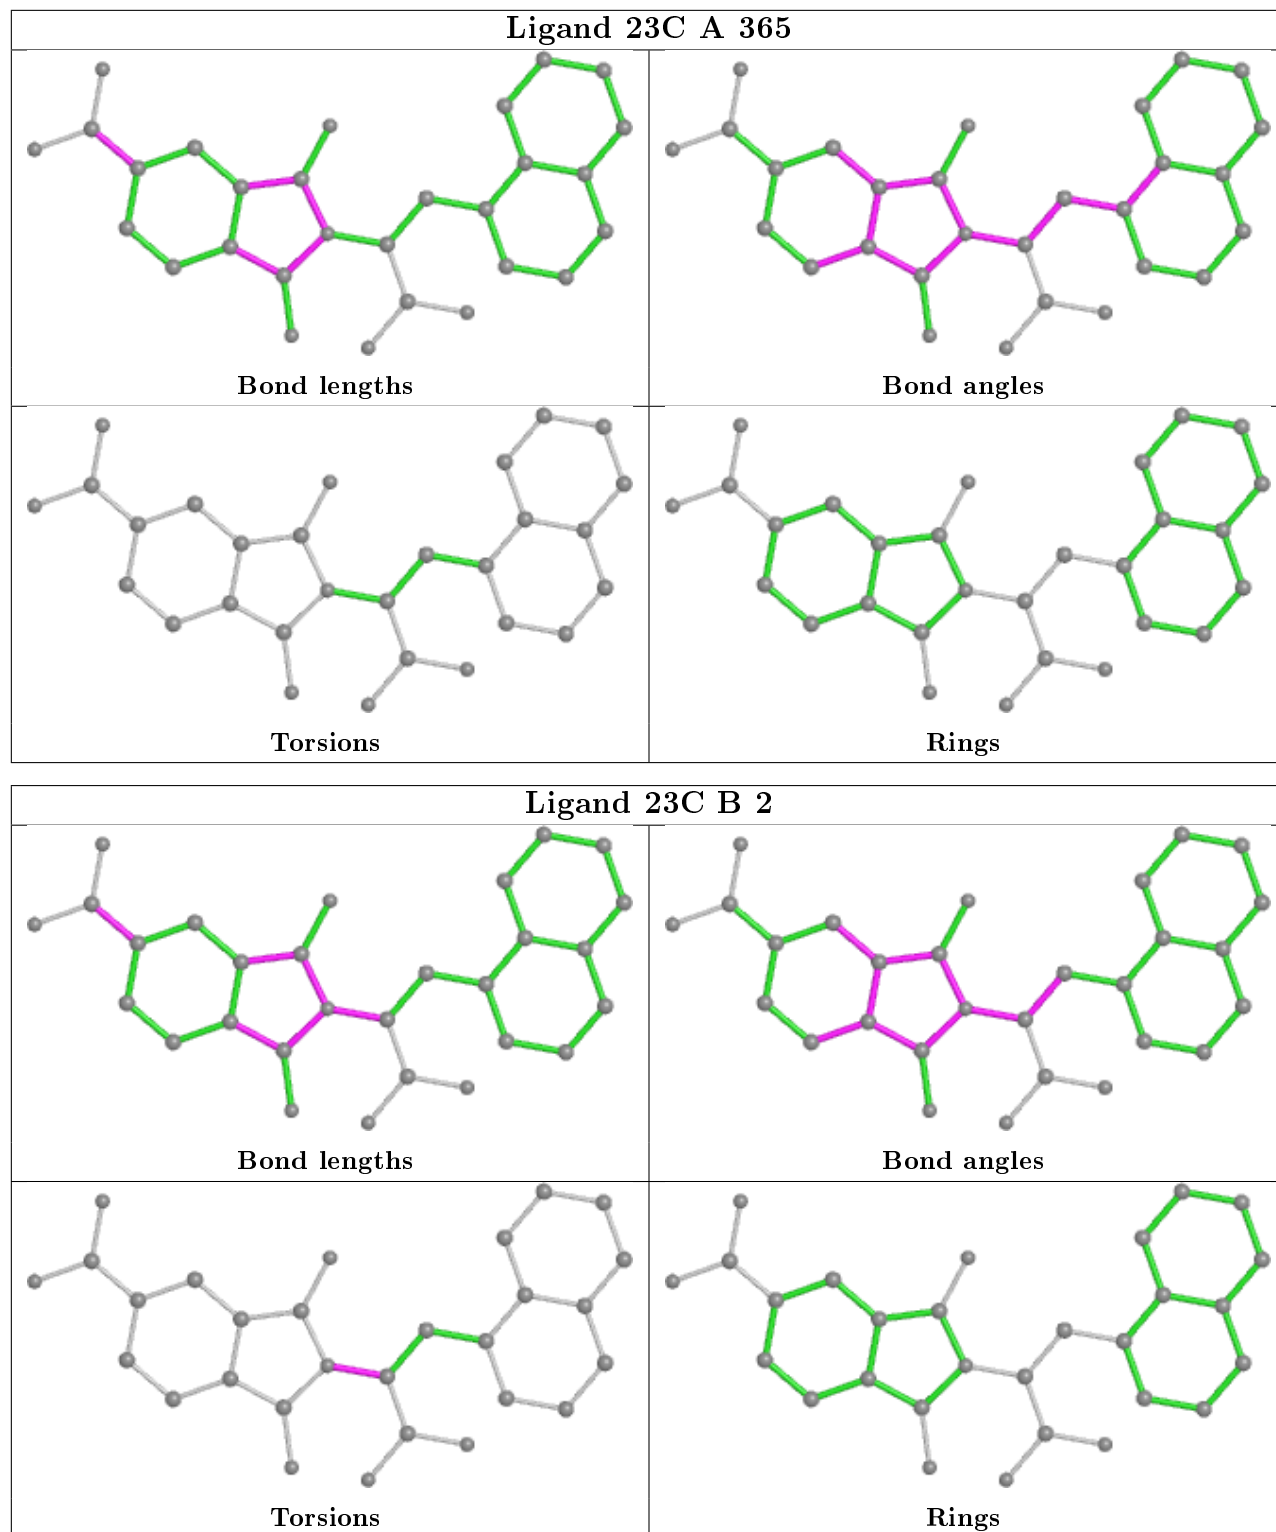 Ligand 23C A 365
Bond lengths
Bond angles
Torsions
Rings
Ligand 23C B 2
Bond lengths
Bond angles
Torsions
Rings